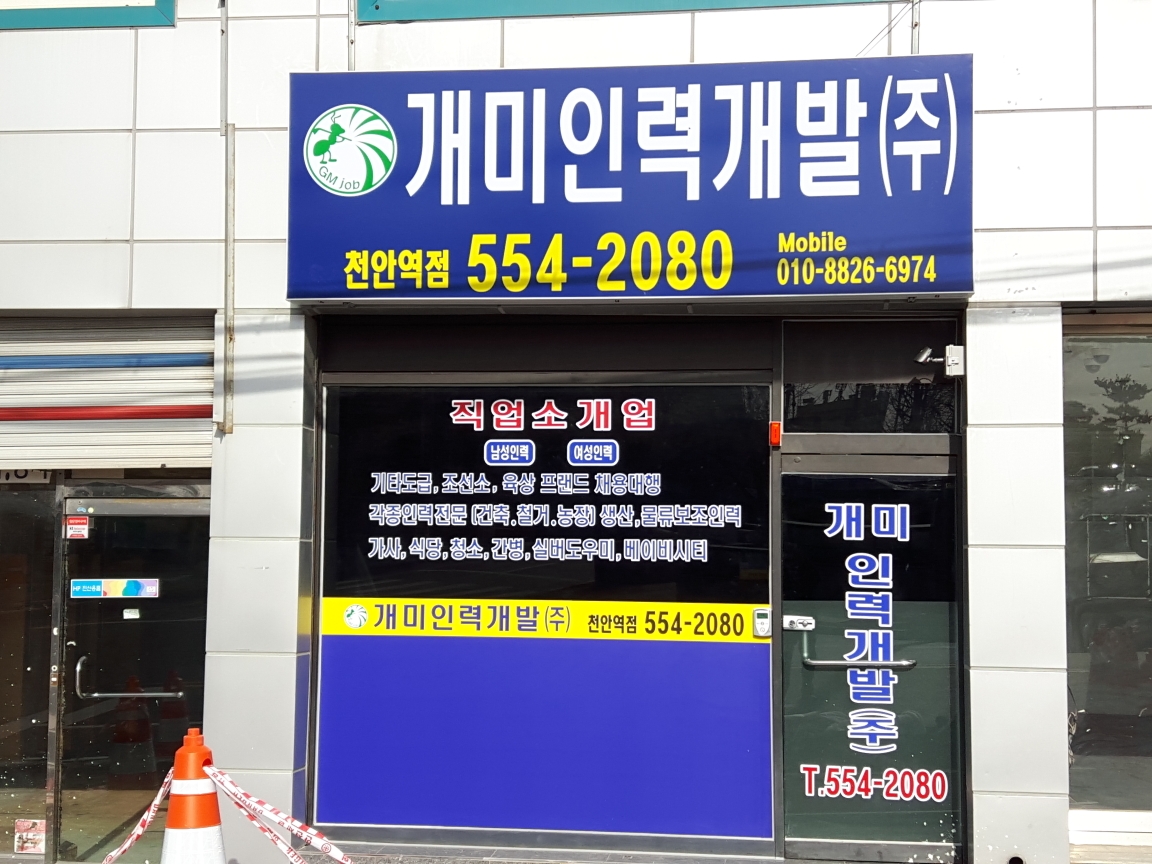 개미인력개발(주)
GM job
천안역점 554-2080
Mobile
010-8826-6974
직업소개업
남성인력 여성인력
기타도급, 조선소, 육상 프랜드 채용대행
각종인력전문 (건축.철거.농장) 생산,물류보조인력
가사, 식당, 청소, 간병, 실버도우미, 베이비시티
개미인력개발(주) 천안역점 554-2080
개미
인력개발(주)
T.554-2080